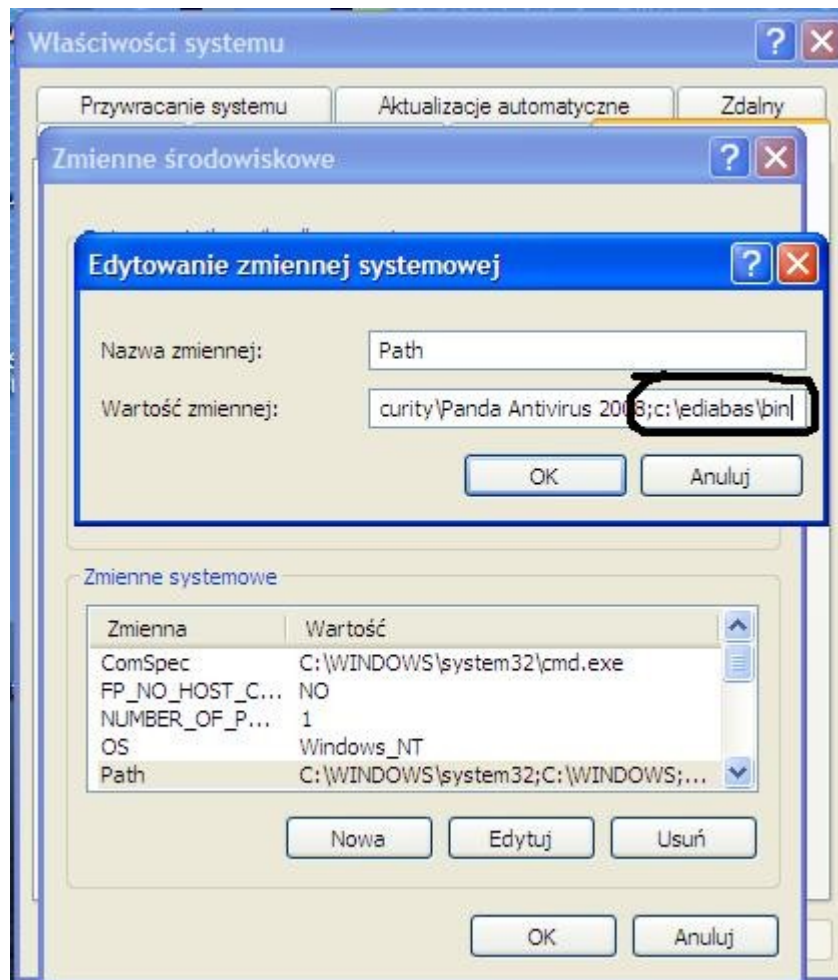 Właściwości systemu
Przywracanie systemu Aktualizacje automatyczne Zdalny
Zmienne środowiskowe
Edytowanie zmiennej systemowej
Nazwa zmiennej: Path
Wartość zmiennej: curity\Panda Antivirus 2008;c:\ediabas\bin
OK Anuluj
Zmienne systemowe
Zmienna Wartość
ComSpec C:\WINDOWS\system32\cmd.exe
FP_NO_HOST_C... NO
NUMBER_OF_P... 1
OS Windows_NT
Path C:\WINDOWS\system32;C:\WINDOWS;...
Nowa Edytuj Usuń
OK Anuluj